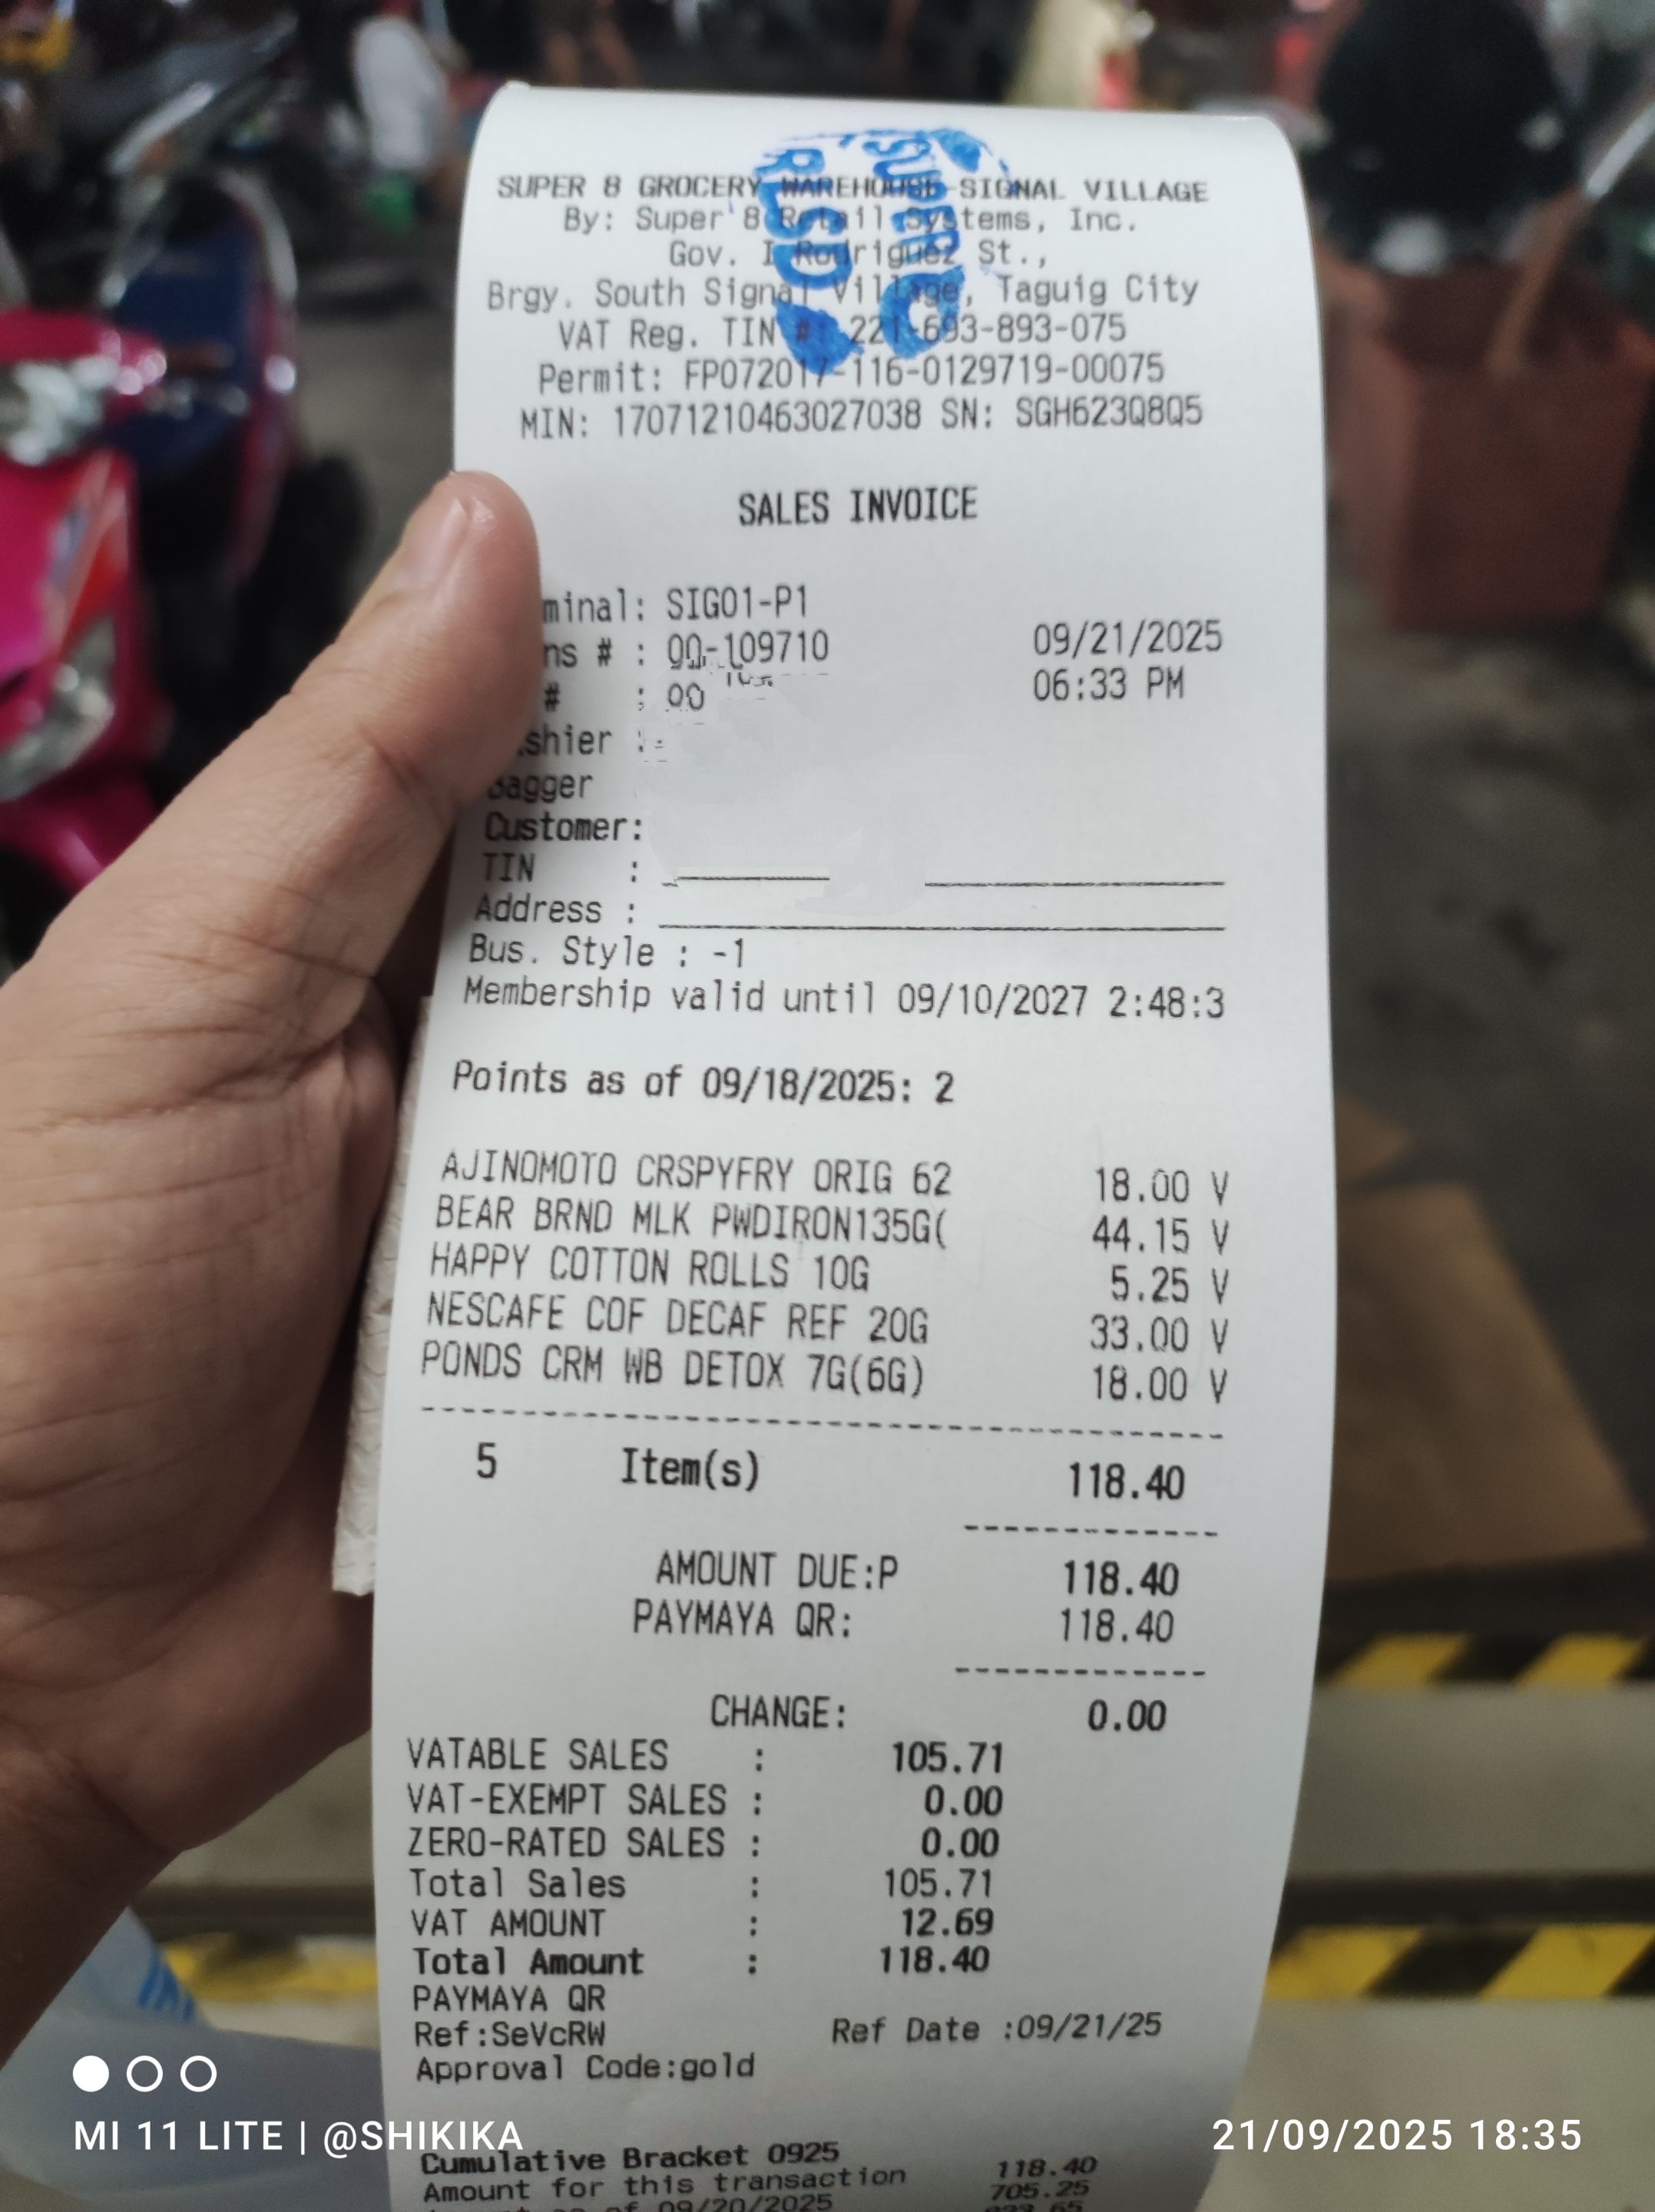 SUPER 8 GROCERY WAREHOUSE-SIGNAL VILLAGE
By: Super 8 Retail Systems, Inc.
Gov. I Rodriguez St.,
Brgy. South Signal Village, Taguig City
VAT Reg. TIN #: 221-693-893-075
Permit: FP072017-116-0129719-00075
MIN: 17071210463027038 SN: SGH623Q8Q5
SALES INVOICE
minal: SIG01-P1
ns # : 00-109710 09/21/2025
# : 00 06:33 PM
shier :
Bagger
Customer:
TIN :
Address :
Bus. Style : -1
Membership valid until 09/10/2027 2:48:3
Points as of 09/18/2025: 2
AJINOMOTO CRSPYFRY ORIG 62 18.00 V
BEAR BRND MLK PWDIRON135G( 44.15 V
HAPPY COTTON ROLLS 10G 5.25 V
NESCAFE COF DECAF REF 20G 33.00 V
PONDS CRM WB DETOX 7G(6G) 18.00 V
5 Item(s) 118.40
AMOUNT DUE:P 118.40
PAYMAYA QR: 118.40
CHANGE: 0.00
VATABLE SALES : 105.71
VAT-EXEMPT SALES : 0.00
ZERO-RATED SALES : 0.00
Total Sales : 105.71
VAT AMOUNT : 12.69
Total Amount : 118.40
PAYMAYA QR
Ref:SeVcRW Ref Date :09/21/25
Approval Code:gold
Cumulative Bracket 0925
Amount for this transaction 118.40
of 09/20/2025 705.25
MI 11 LITE | @SHIKIKA 21/09/2025 18:35